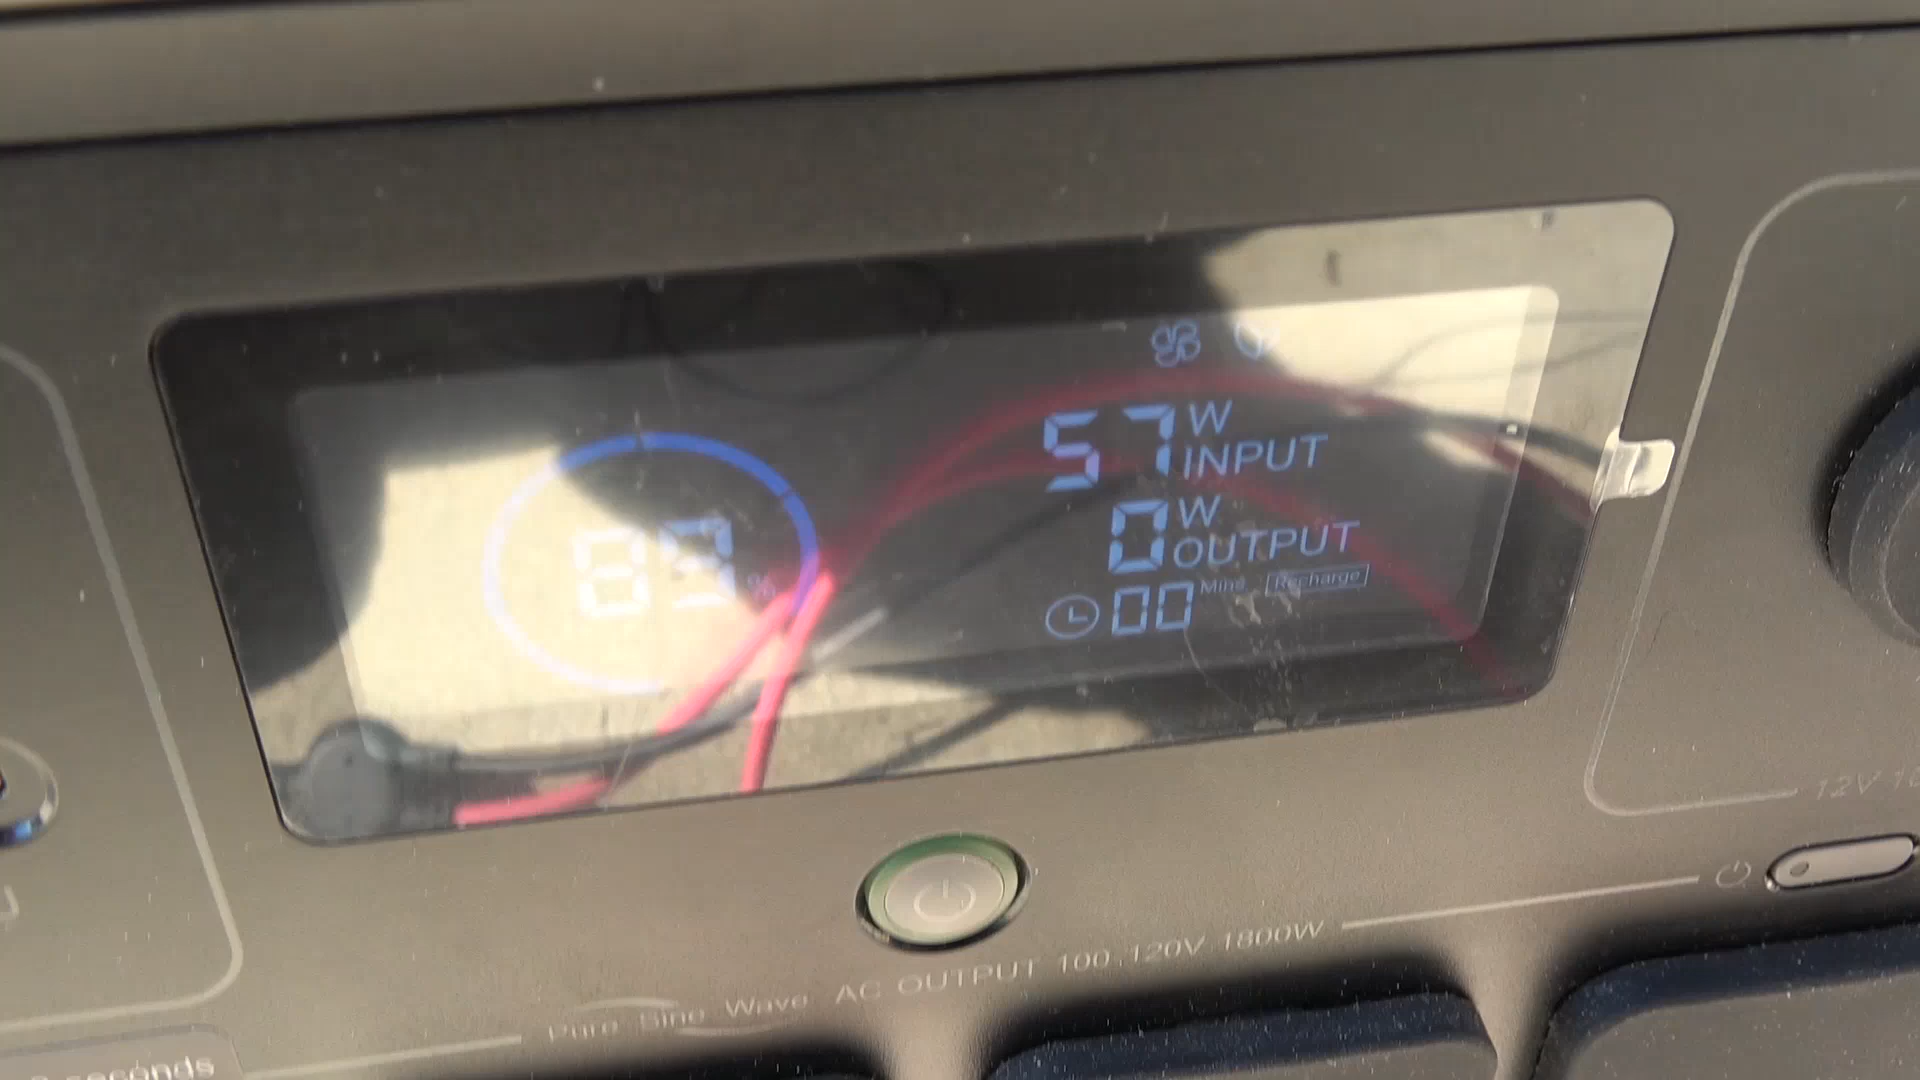 57 W
INPUT
0 W
OUTPUT
00 Mins Recharge
%
12V
Pure Sine Wave AC OUTPUT 100 120V 1800W
seconds